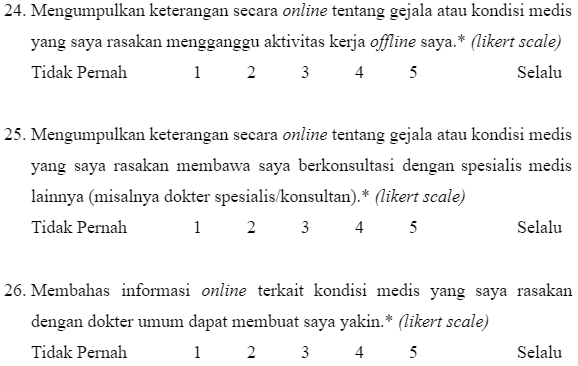 24. Mengumpulkan keterangan secara online tentang gejala atau kondisi medis
yang saya rasakan mengganggu aktivitas kerja offline saya.* (likert scale)
Tidak Pernah 1 2 3 4 5 Selalu
25. Mengumpulkan keterangan secara online tentang gejala atau kondisi medis
yang saya rasakan membawa saya berkonsultasi dengan spesialis medis
lainnya (misalnya dokter spesialis/konsultan).* (likert scale)
Tidak Pernah 1 2 3 4 5 Selalu
26. Membahas informasi online terkait kondisi medis yang saya rasakan
dengan dokter umum dapat membuat saya yakin.* (likert scale)
Tidak Pernah 1 2 3 4 5 Selalu